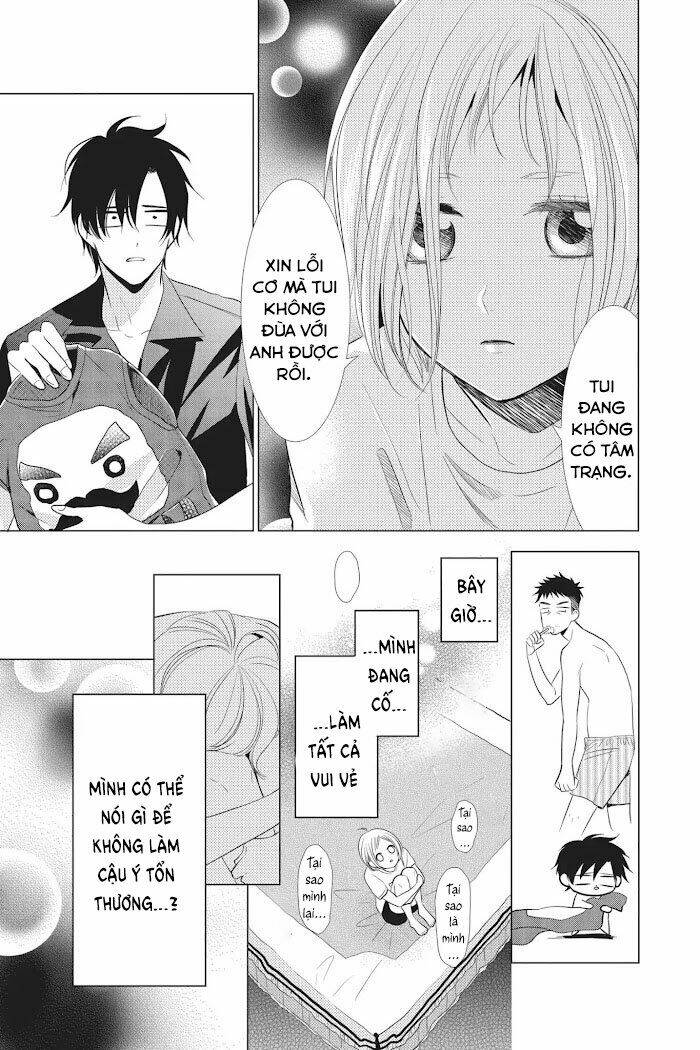 TUI
ĐANG
KHÔNG
CÓ TÂM
TRẠNG.
XIN LỖI
CƠ MÀ TUI
KHÔNG
ĐÙA VỚI
ANH ĐƯỢC
RỒI.
BÂY
GIỜ...
...MÌNH
ĐANG
CỐ...
...LÀM
TẤT CẢ
VUI VẺ
Tại
sao...
Tại
sao là
mình...
Tại
sao
mình
lại...
MÌNH CÓ THỂ
NÓI GÌ ĐỂ
KHÔNG LÀM
CẬU Ý TỔN
THƯƠNG...?